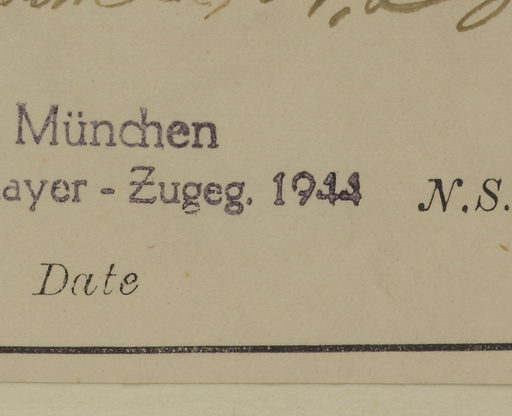 München
ayer - Zugeg. 1944
N.S.
Date